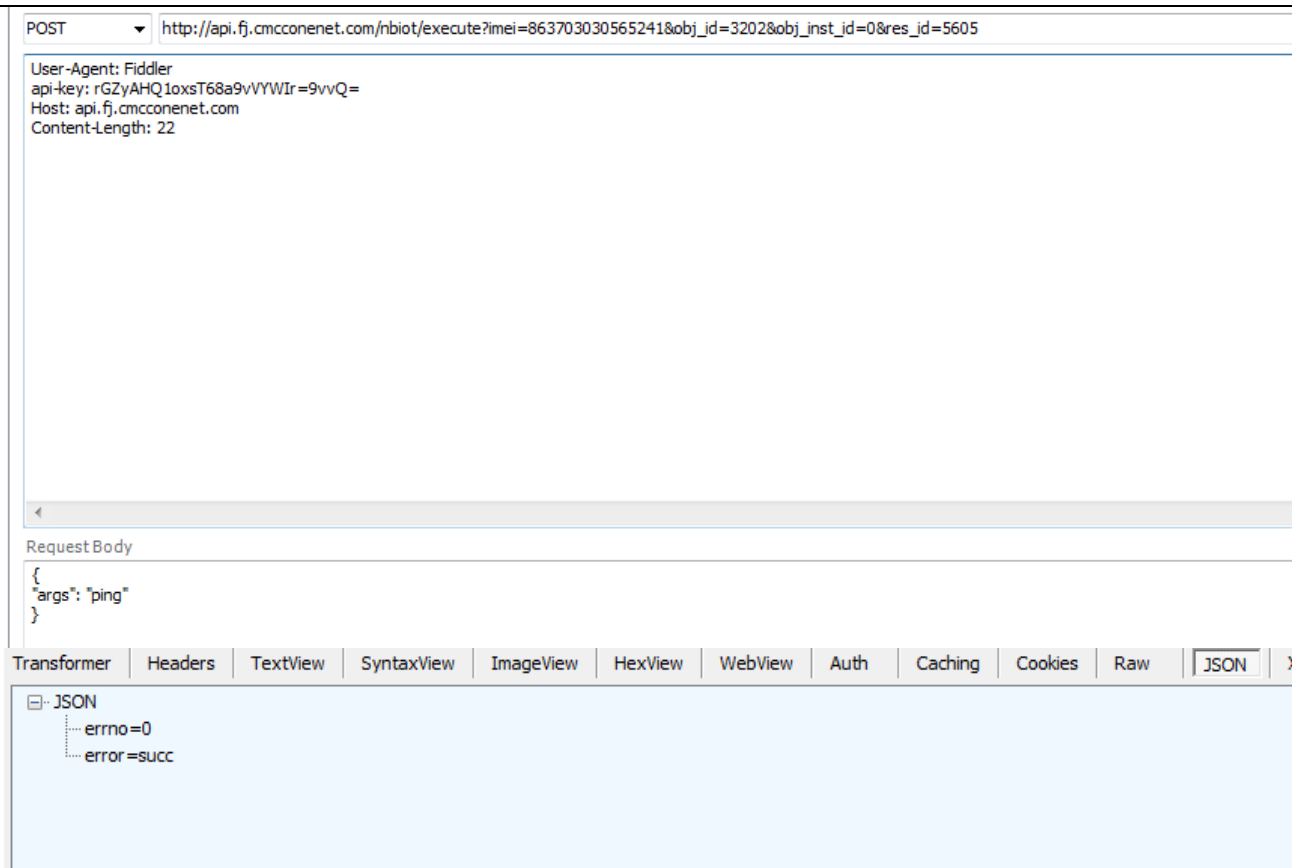 POST http://api.fj.cmcconenet.com/nbiot/execute?imei=863703030565241&obj_id=3202&obj_inst_id=0&res_id=5605
User-Agent: Fiddler
api-key: rGZyAHQ1oxsT68a9vVYWIr=9vvQ=
Host: api.fj.cmcconenet.com
Content-Length: 22
Request Body
{
"args": "ping"
}
Transformer Headers TextView SyntaxView ImageView HexView WebView Auth Caching Cookies Raw JSON
JSON
errno=0
error=succ